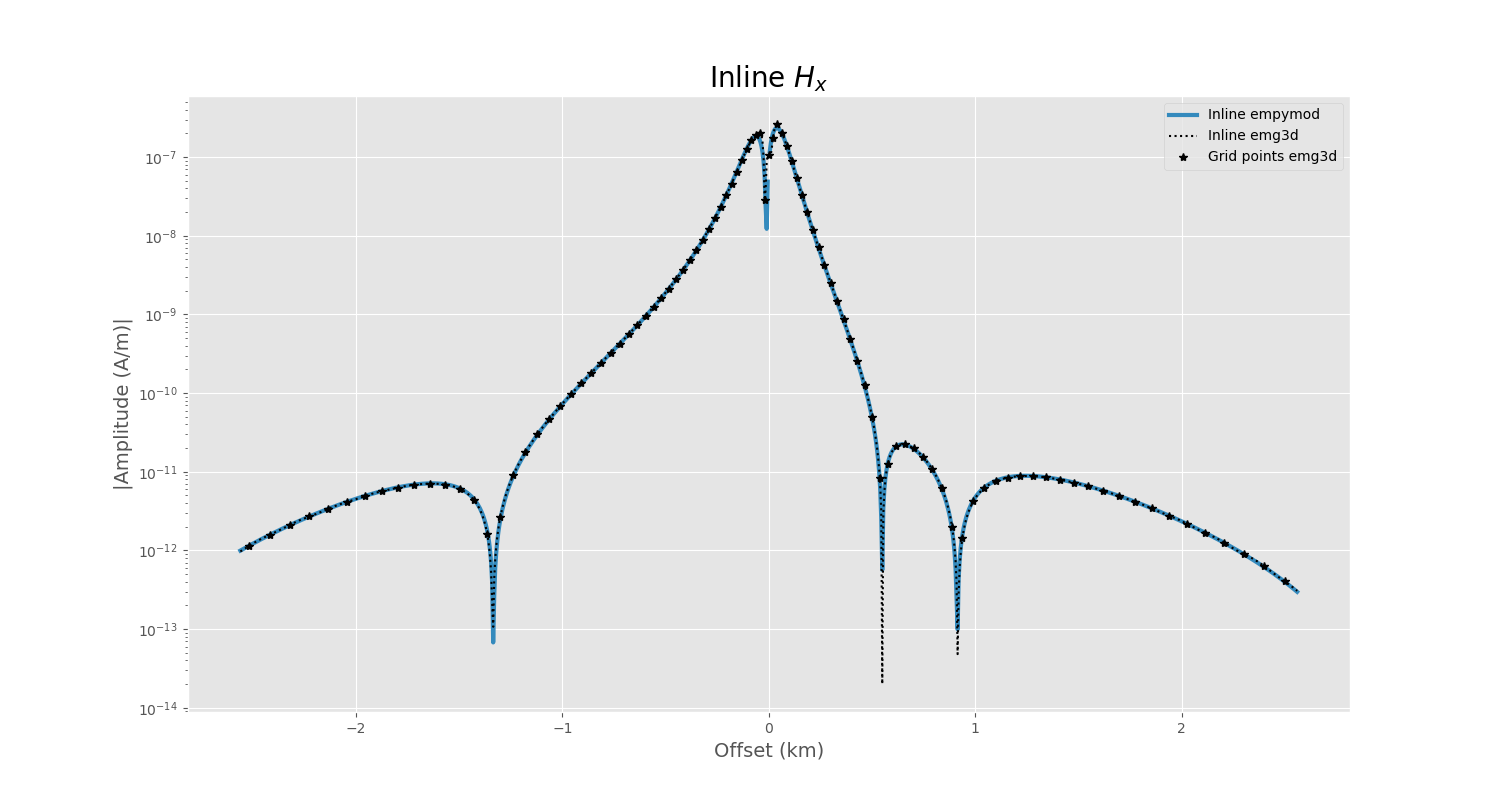 Inline Hₓ
Inline empymod
Inline emg3d
Grid points emg3d
|Amplitude (A/m)|
10⁻⁷
10⁻⁸
10⁻⁹
10⁻¹⁰
10⁻¹¹
10⁻¹²
10⁻¹³
10⁻¹⁴
−2 −1 0 1 2
Offset (km)